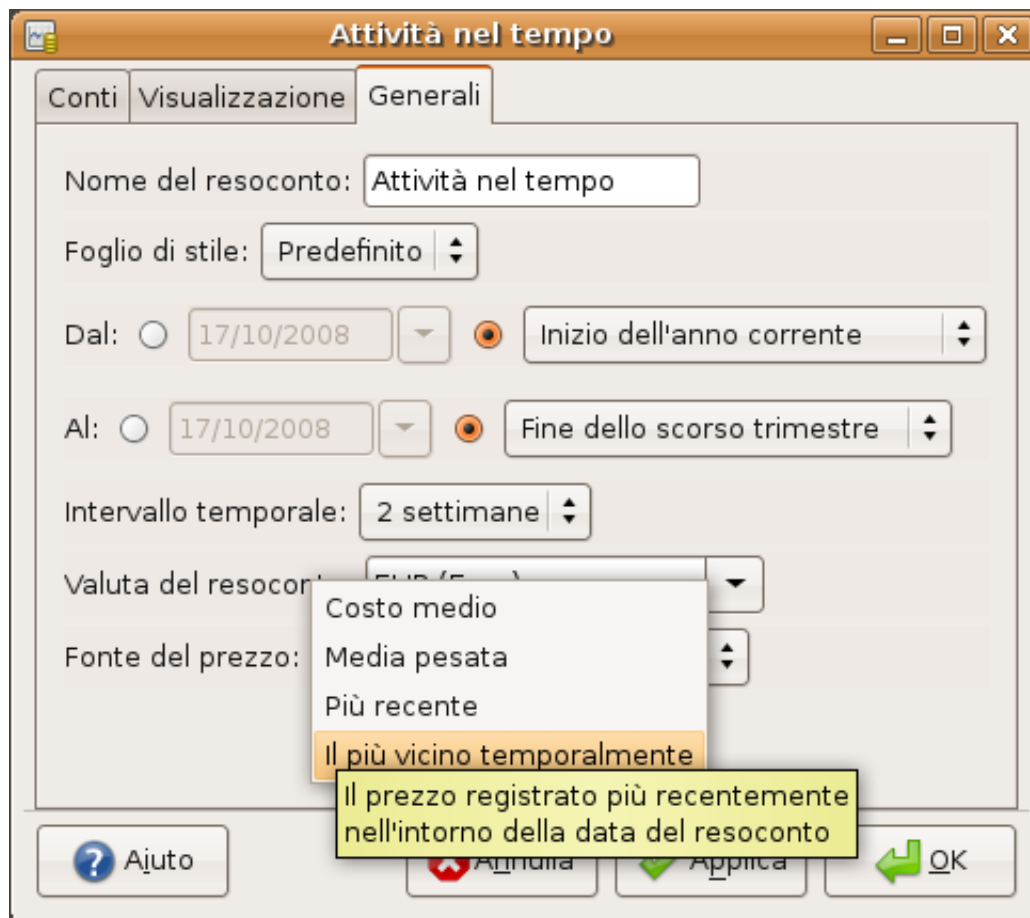 Attività nel tempo
Conti Visualizzazione Generali
Nome del resoconto: Attività nel tempo
Foglio di stile: Predefinito
Dal: 17/10/2008 Inizio dell'anno corrente
Al: 17/10/2008 Fine dello scorso trimestre
Intervallo temporale: 2 settimane
Valuta del
Costo medio
Fonte del prezzo: Media pesata
Più recente
Il più vicino temporalmente
Il prezzo registrato più recentemente
nell'intorno della data del resoconto
Aiuto Annulla Applica OK